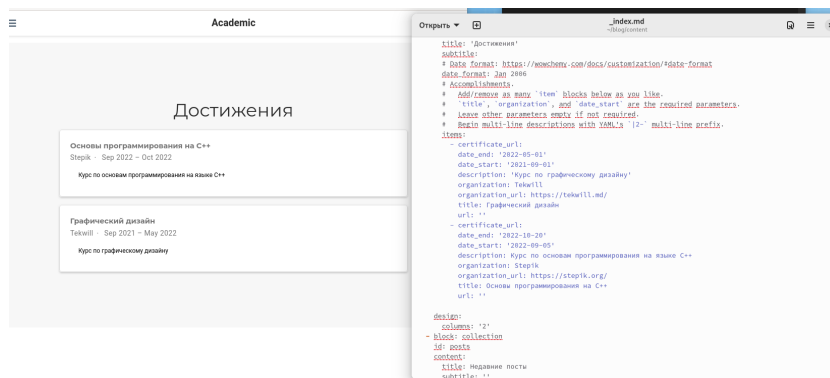 Academic
Достижения
Основы программирования на C++
Stepik · Sep 2022 – Oct 2022
Курс по основам программирования на языке C++
Графический дизайн
Tekwill · Sep 2021 – May 2022
Курс по графическому дизайну
Открыть
_index.md
~/blog/content
title: 'Достижения'
subtitle:
# Date format: https://wowchemy.com/docs/customization/#date-format
date_format: Jan 2006
# Accomplishments.
#   Add/remove as many `item` blocks below as you like.
#   `title`, `organization`, and `date_start` are the required parameters.
#   Leave other parameters empty if not required.
#   Begin multi-line descriptions with YAML's `|2-` multi-line prefix.
items:
- certificate_url:
date_end: '2022-05-01'
date_start: '2021-09-01'
description: 'Курс по графическому дизайну'
organization: Tekwill
organization_url: https://tekwill.md/
title: Графический дизайн
url: ''
- certificate_url:
date_end: '2022-10-20'
date_start: '2022-09-05'
description: Курс по основам программирования на языке C++
organization: Stepik
organization_url: https://stepik.org/
title: Основы программирования на C++
url: ''
design:
columns: '2'
- block: collection
id: posts
content:
title: Недавние посты
subtitle: ''